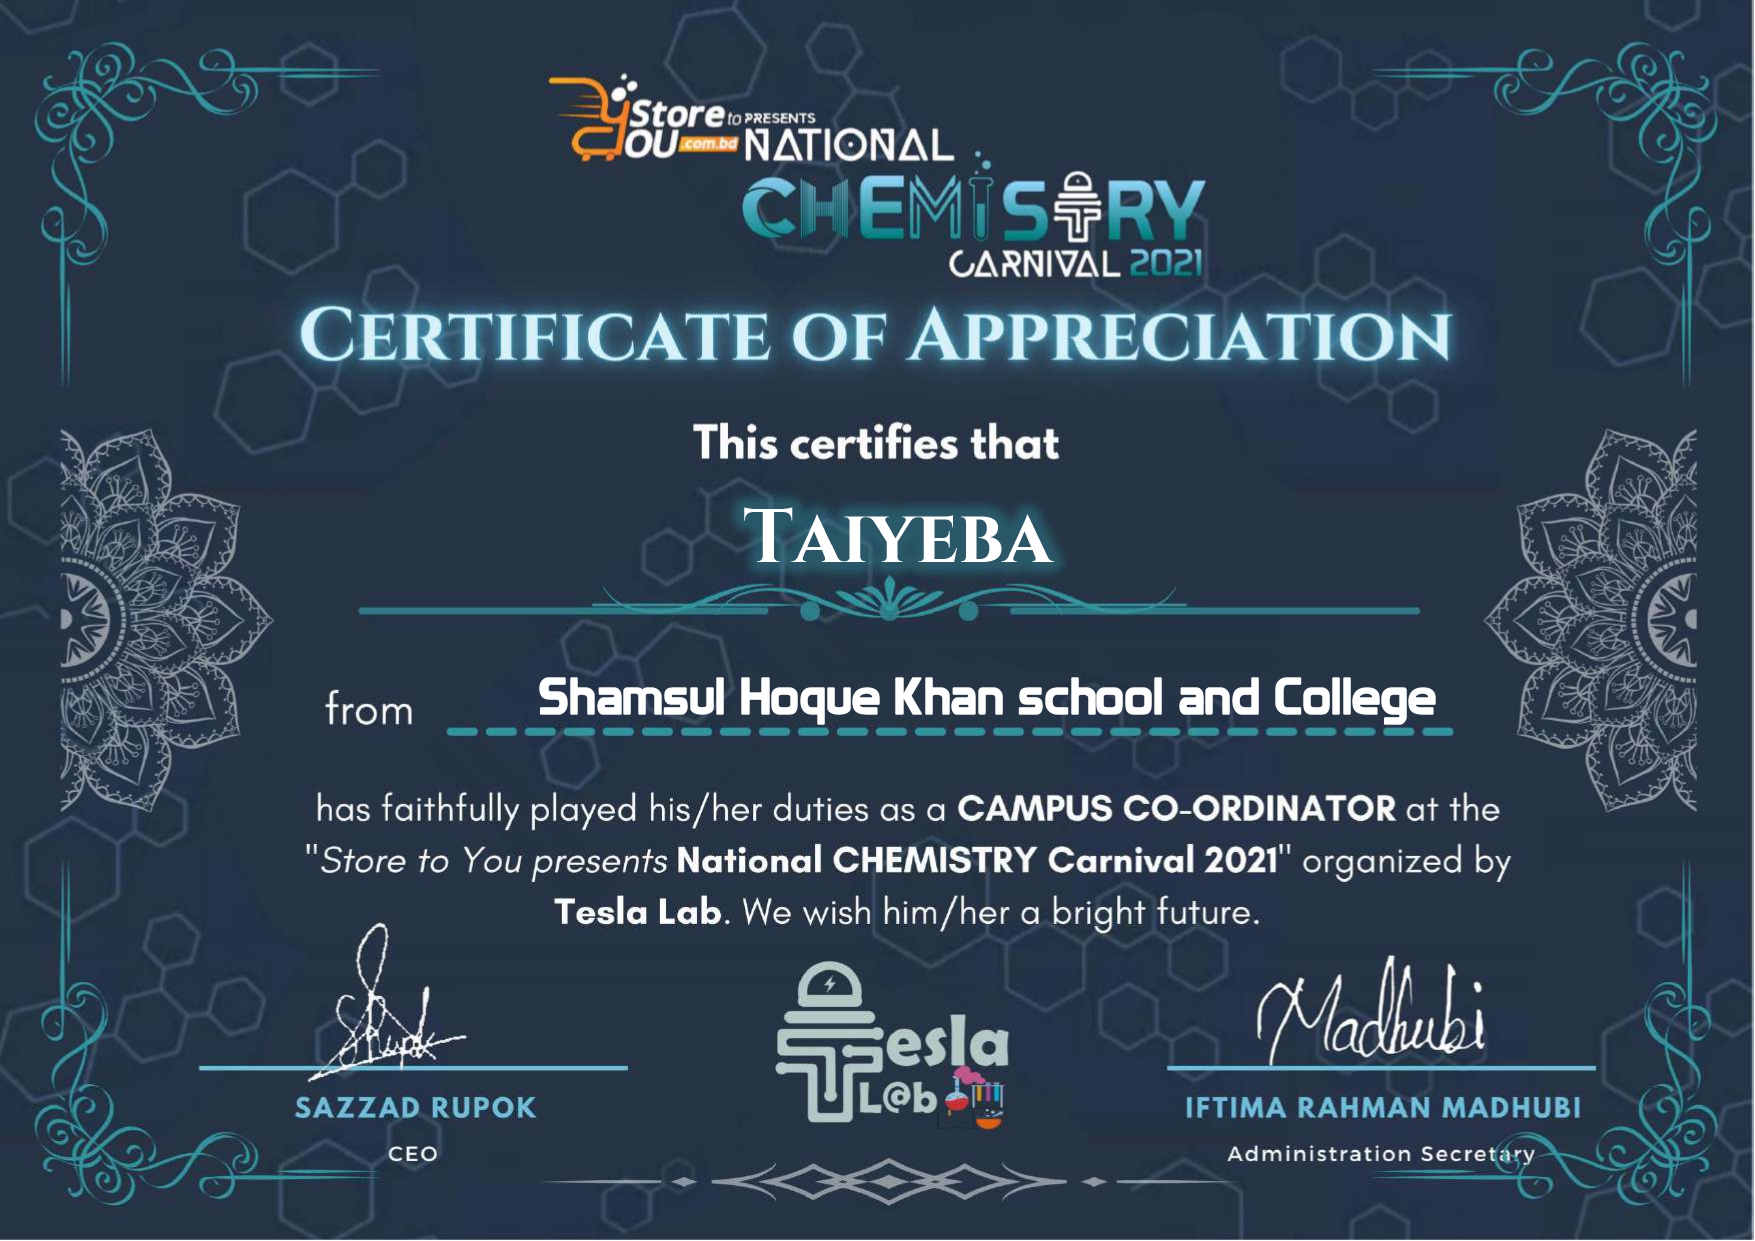 Store to PRESENTS
YOU .com.bd NATIONAL
CHEMISTRY
CARNIVAL 2021
CERTIFICATE OF APPRECIATION
This certifies that
TAIYEBA
from Shamsul Hoque Khan school and College
has faithfully played his/her duties as a CAMPUS CO-ORDINATOR at the
"Store to You presents National CHEMISTRY Carnival 2021" organized by
Tesla Lab. We wish him/her a bright future.
Shupok
Madhubi
Tesla
L@b
SAZZAD RUPOK
IFTIMA RAHMAN MADHUBI
CEO
Administration Secretary